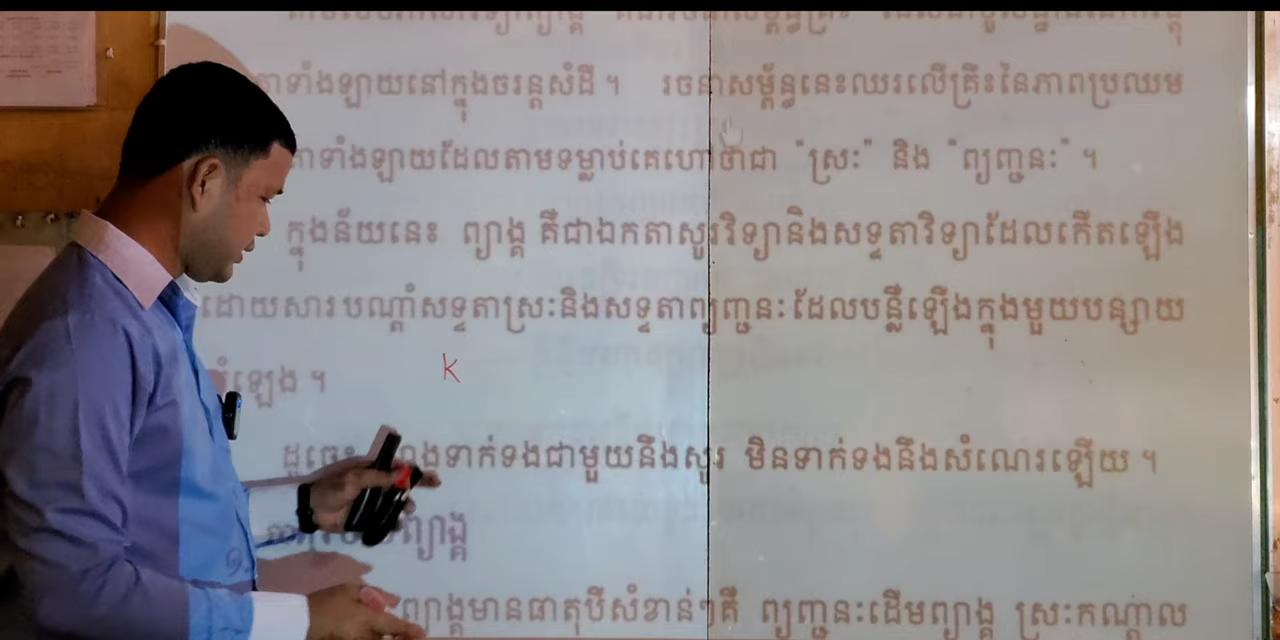 ទាំងឡាយនៅក្នុងចរន្តសំដី ។ រចនាសម្ព័ន្ធនេះឈរលើគ្រឹះនៃភាពប្រឈម
ទាំងឡាយដែលតាមទម្លាប់គេហៅថាជា "ស្រៈ" និង "ព្យញ្ជនៈ" ។
ក្នុងន័យនេះ ព្យាង្គ គឺជាឯកតាសូរវិទ្យានិងសទ្ទតាវិទ្យាដែលកើតឡើង
ដោយសារបណ្តាំសទ្ទតាស្រៈនិងសទ្ទតាព្យញ្ជនៈ ដែលបន្លឺឡើងក្នុងមួយបន្សាយ
ឡេង ។
K
ទាក់ទងជាមួយនឹងសូរ មិនទាក់ទងនឹងសំណេរឡើយ ។
ព្យាង្គ
ព្យាង្គមានធាតុបីសំខាន់ៗគឺ ព្យញ្ជនៈដើមព្យាង្គ ស្រៈកណ្តាល